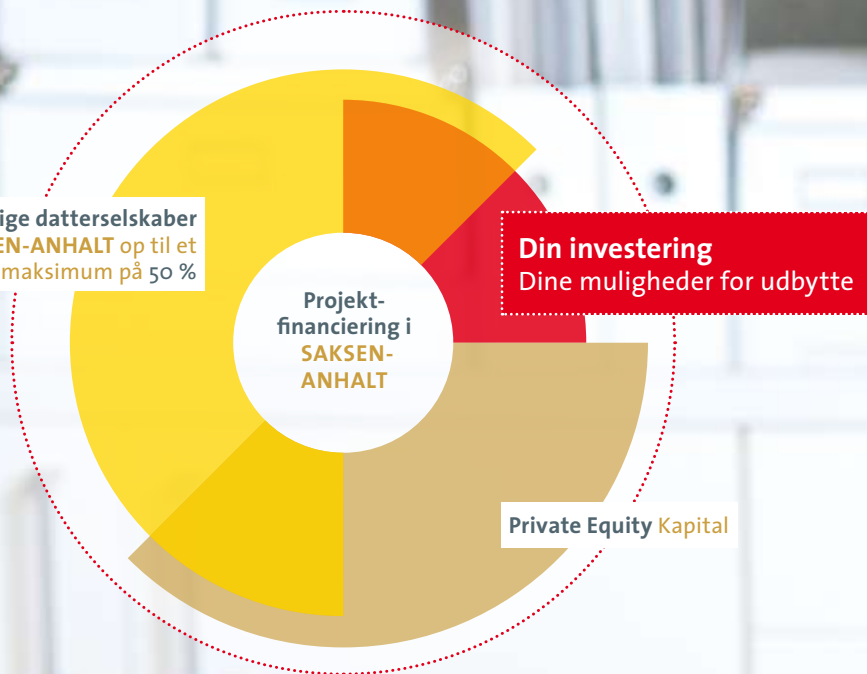 datterselskaber
EN-ANHALT op til et
maksimum på 50 %
Din investering
Dine muligheder for udbytte
Projekt-
financiering i
SAKSEN-
ANHALT
Private Equity Kapital